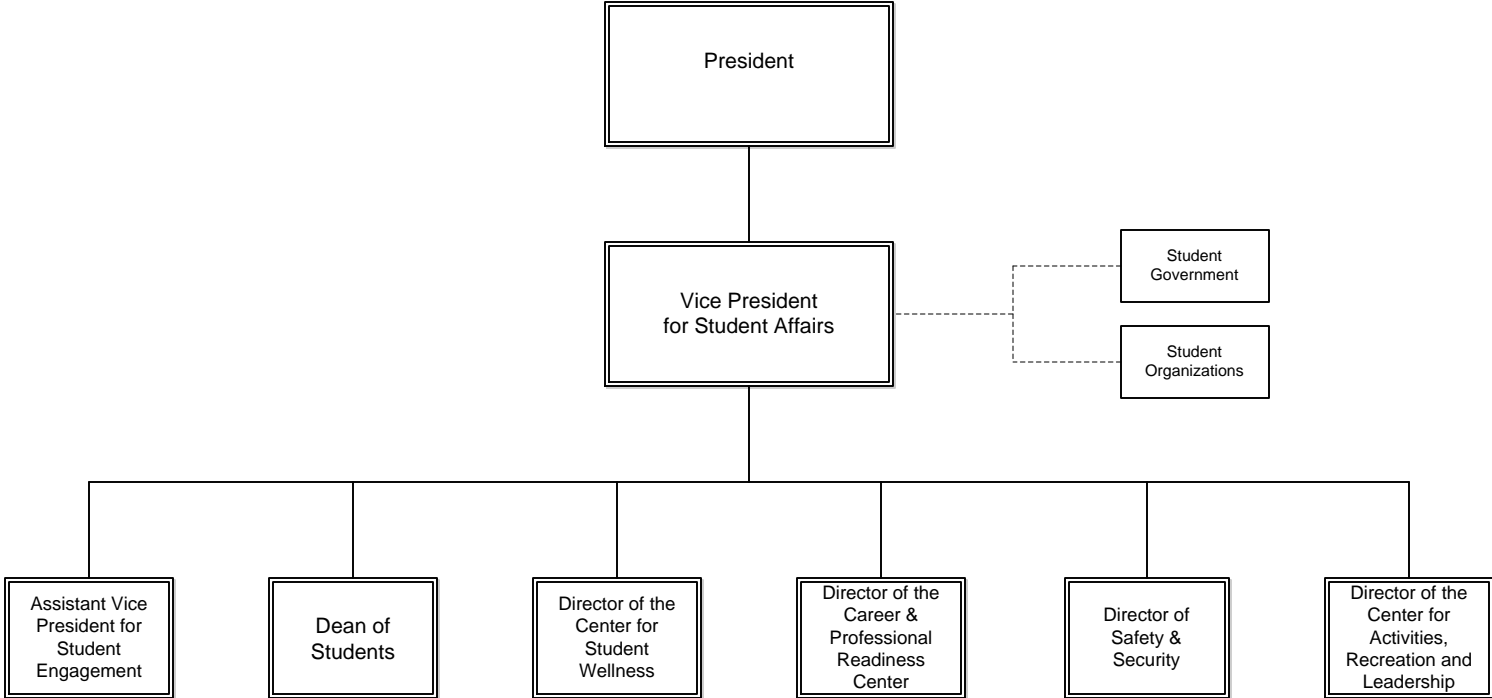 President
Vice President
for Student Affairs
Student
Government
Student
Organizations
Assistant Vice
President for
Student
Engagement
Dean of
Students
Director of the
Center for
Student
Wellness
Director of the
Career &
Professional
Readiness
Center
Director of
Safety &
Security
Director of the
Center for
Activities,
Recreation and
Leadership